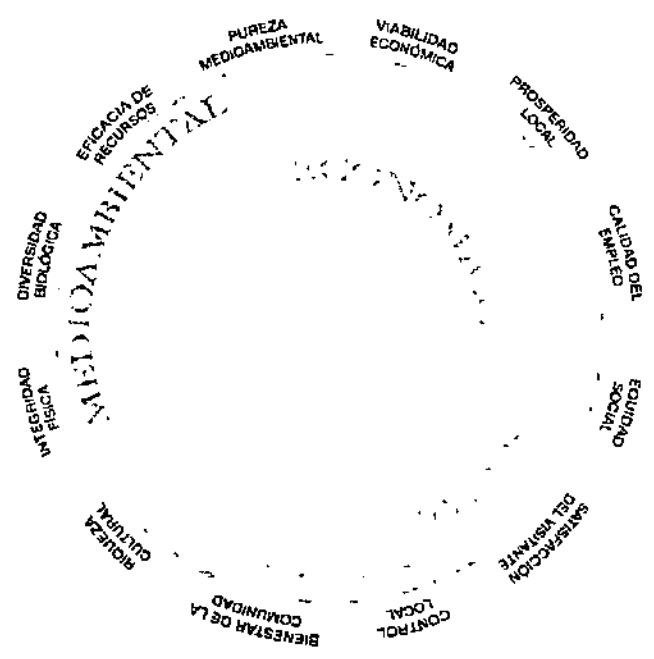 PUREZA
MEDIOAMBIENTAL
VIABILIDAD
ECONÓMICA
PROSPERIDAD
LOCAL
CALIDAD DEL
EMPLEO
EQUIDAD
SOCIAL
SATISFACCIÓN
DEL VISITANTE
CONTROL
LOCAL
BIENESTAR DE LA
COMUNIDAD
RIQUEZA
CULTURAL
INTEGRIDAD
FÍSICA
DIVERSIDAD
BIOLÓGICA
EFICACIA DE
RECURSOS
MEDIOAMBIENTAL